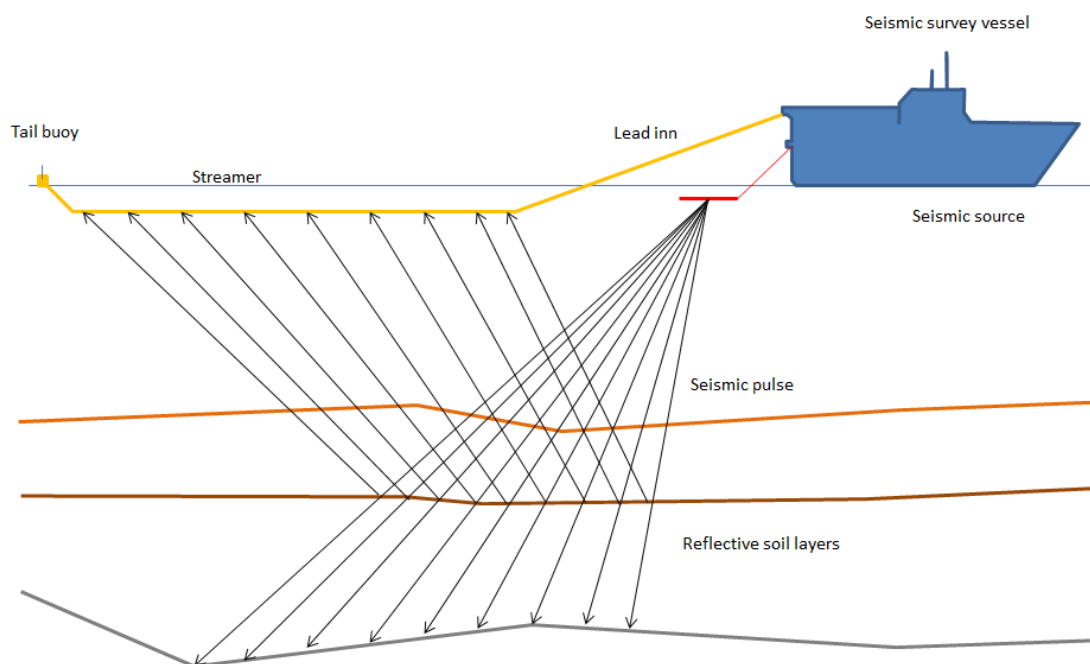 Seismic survey vessel
Tail buoy
Lead inn
Streamer
Seismic source
Seismic pulse
Reflective soil layers